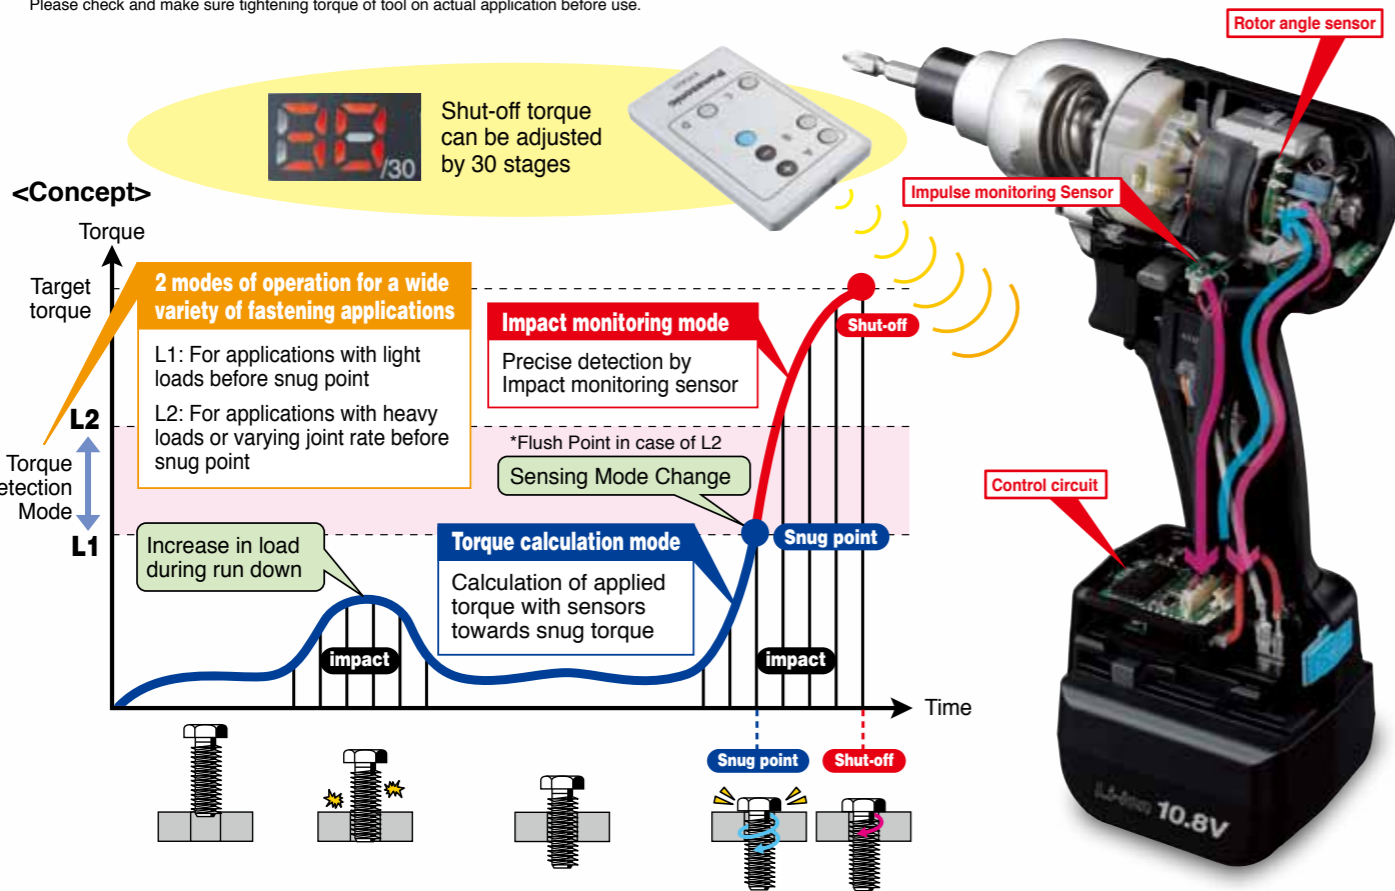 Please check and make sure tightening torque of tool on actual application before use.
Rotor angle sensor
/30
Shut-off torque
can be adjusted
by 30 stages
Panasonic
Impulse monitoring Sensor
<Concept>
Torque
Target
torque
2 modes of operation for a wide
variety of fastening applications
L1: For applications with light
loads before snug point
L2: For applications with heavy
loads or varying joint rate before
snug point
Impact monitoring mode
Precise detection by
Impact monitoring sensor
Shut-off
L2
Torque
etection
Mode
L1
*Flush Point in case of L2
Sensing Mode Change
Snug point
Control circuit
Increase in load
during run down
Torque calculation mode
Calculation of applied
torque with sensors
towards snug torque
impact
impact
Time
Snug point
Shut-off
Li-ion 10.8V